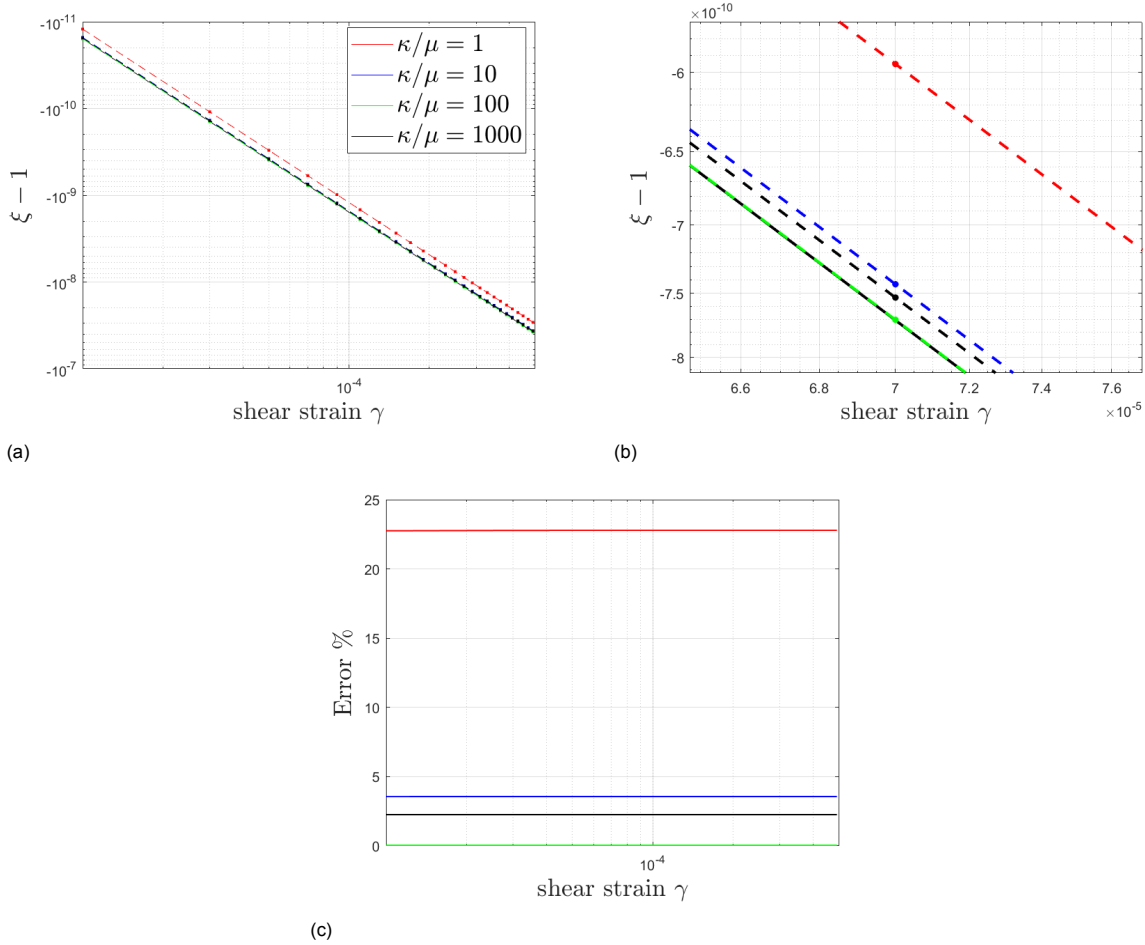 -10⁻¹¹
-10⁻¹⁰
-10⁻⁹
-10⁻⁸
-10⁻⁷
ξ − 1
κ/μ = 1
κ/μ = 10
κ/μ = 100
κ/μ = 1000
10⁻⁴
shear strain γ
(a)
×10⁻¹⁰
-6
-6.5
-7
-7.5
-8
ξ − 1
6.6 6.8 7 7.2 7.4 7.6
×10⁻⁵
shear strain γ
(b)
25
20
15
10
5
0
Error %
10⁻⁴
shear strain γ
(c)